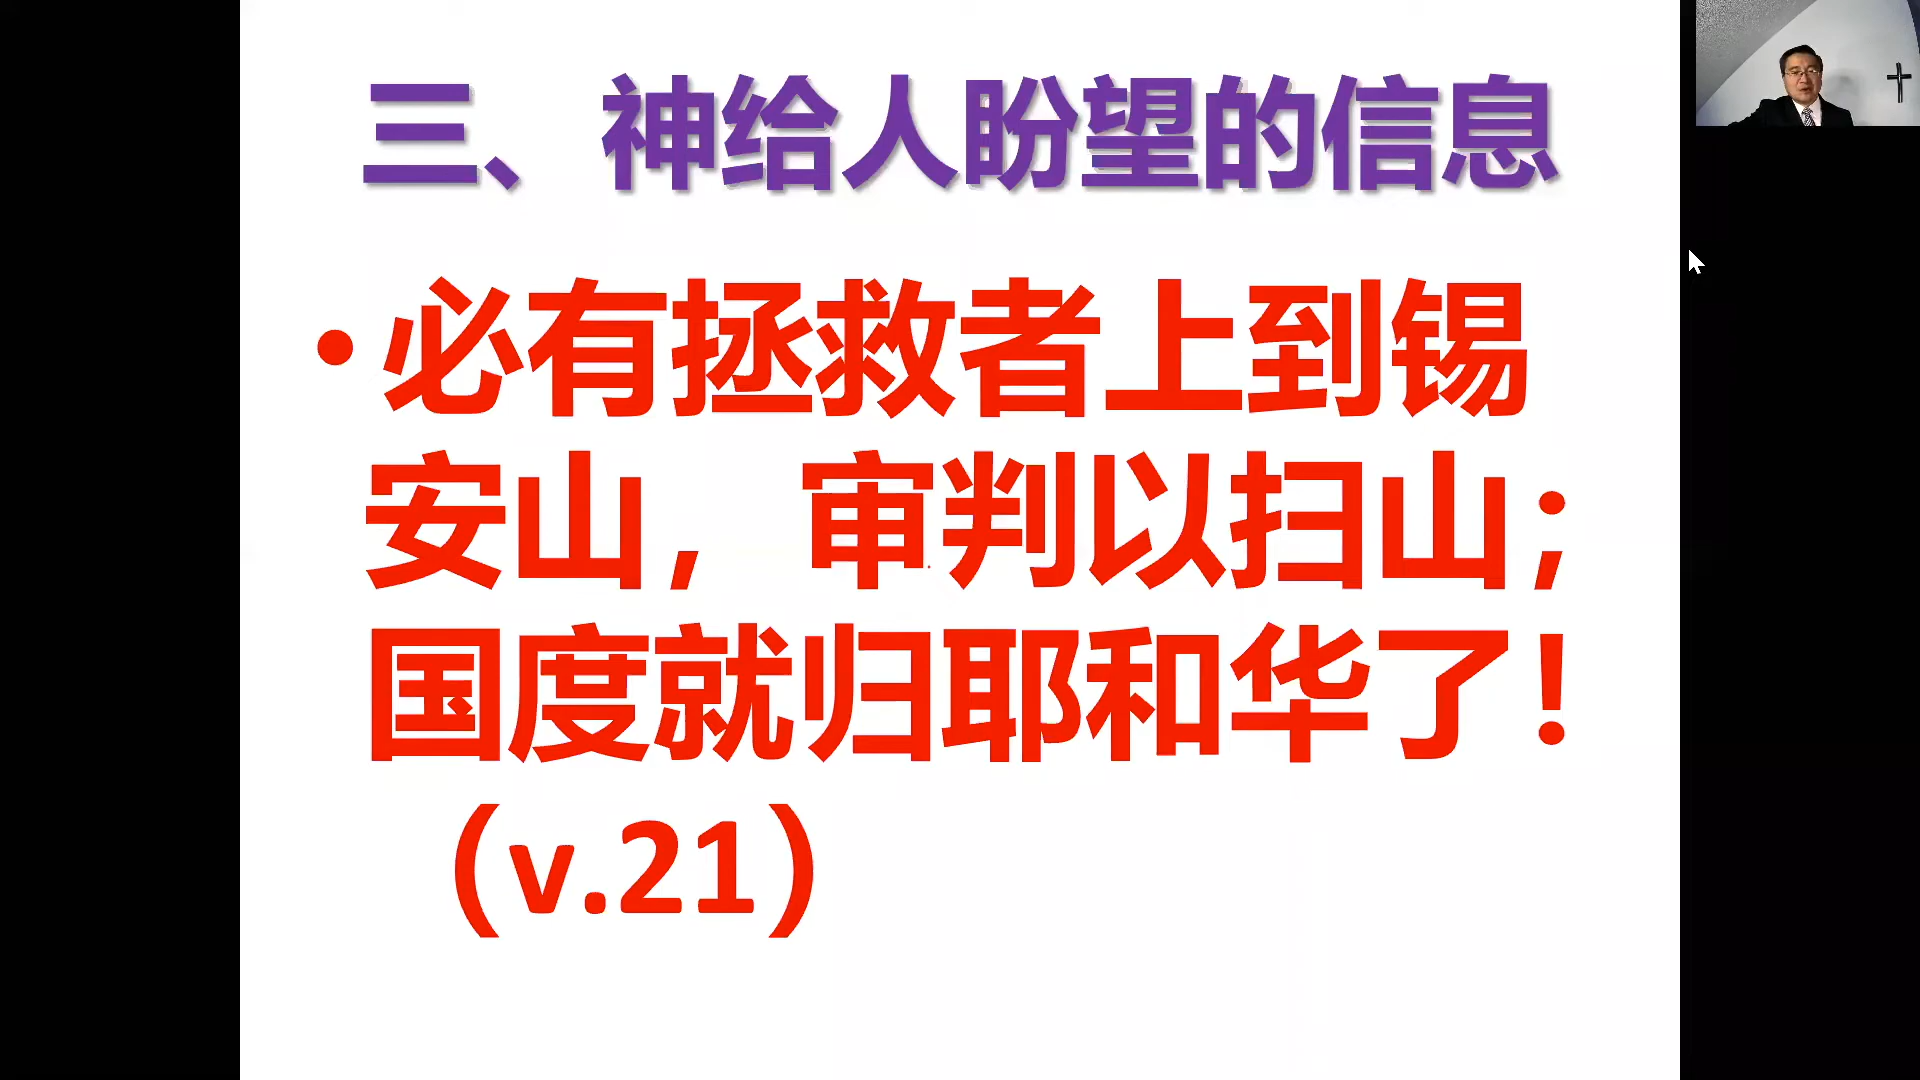 三、神给人盼望的信息
•必有拯救者上到锡
安山，审判以扫山；
国度就归耶和华了！
（v.21）